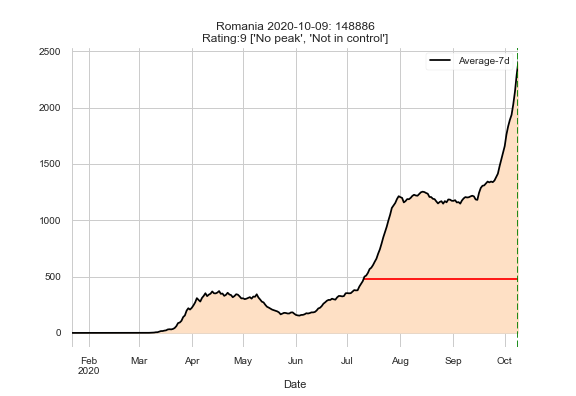 Romania 2020-10-09: 148886
Rating:9 ['No peak', 'Not in control']
Average-7d
2500
2000
1500
1000
500
0
Feb Mar Apr May Jun Jul Aug Sep Oct
2020
Date